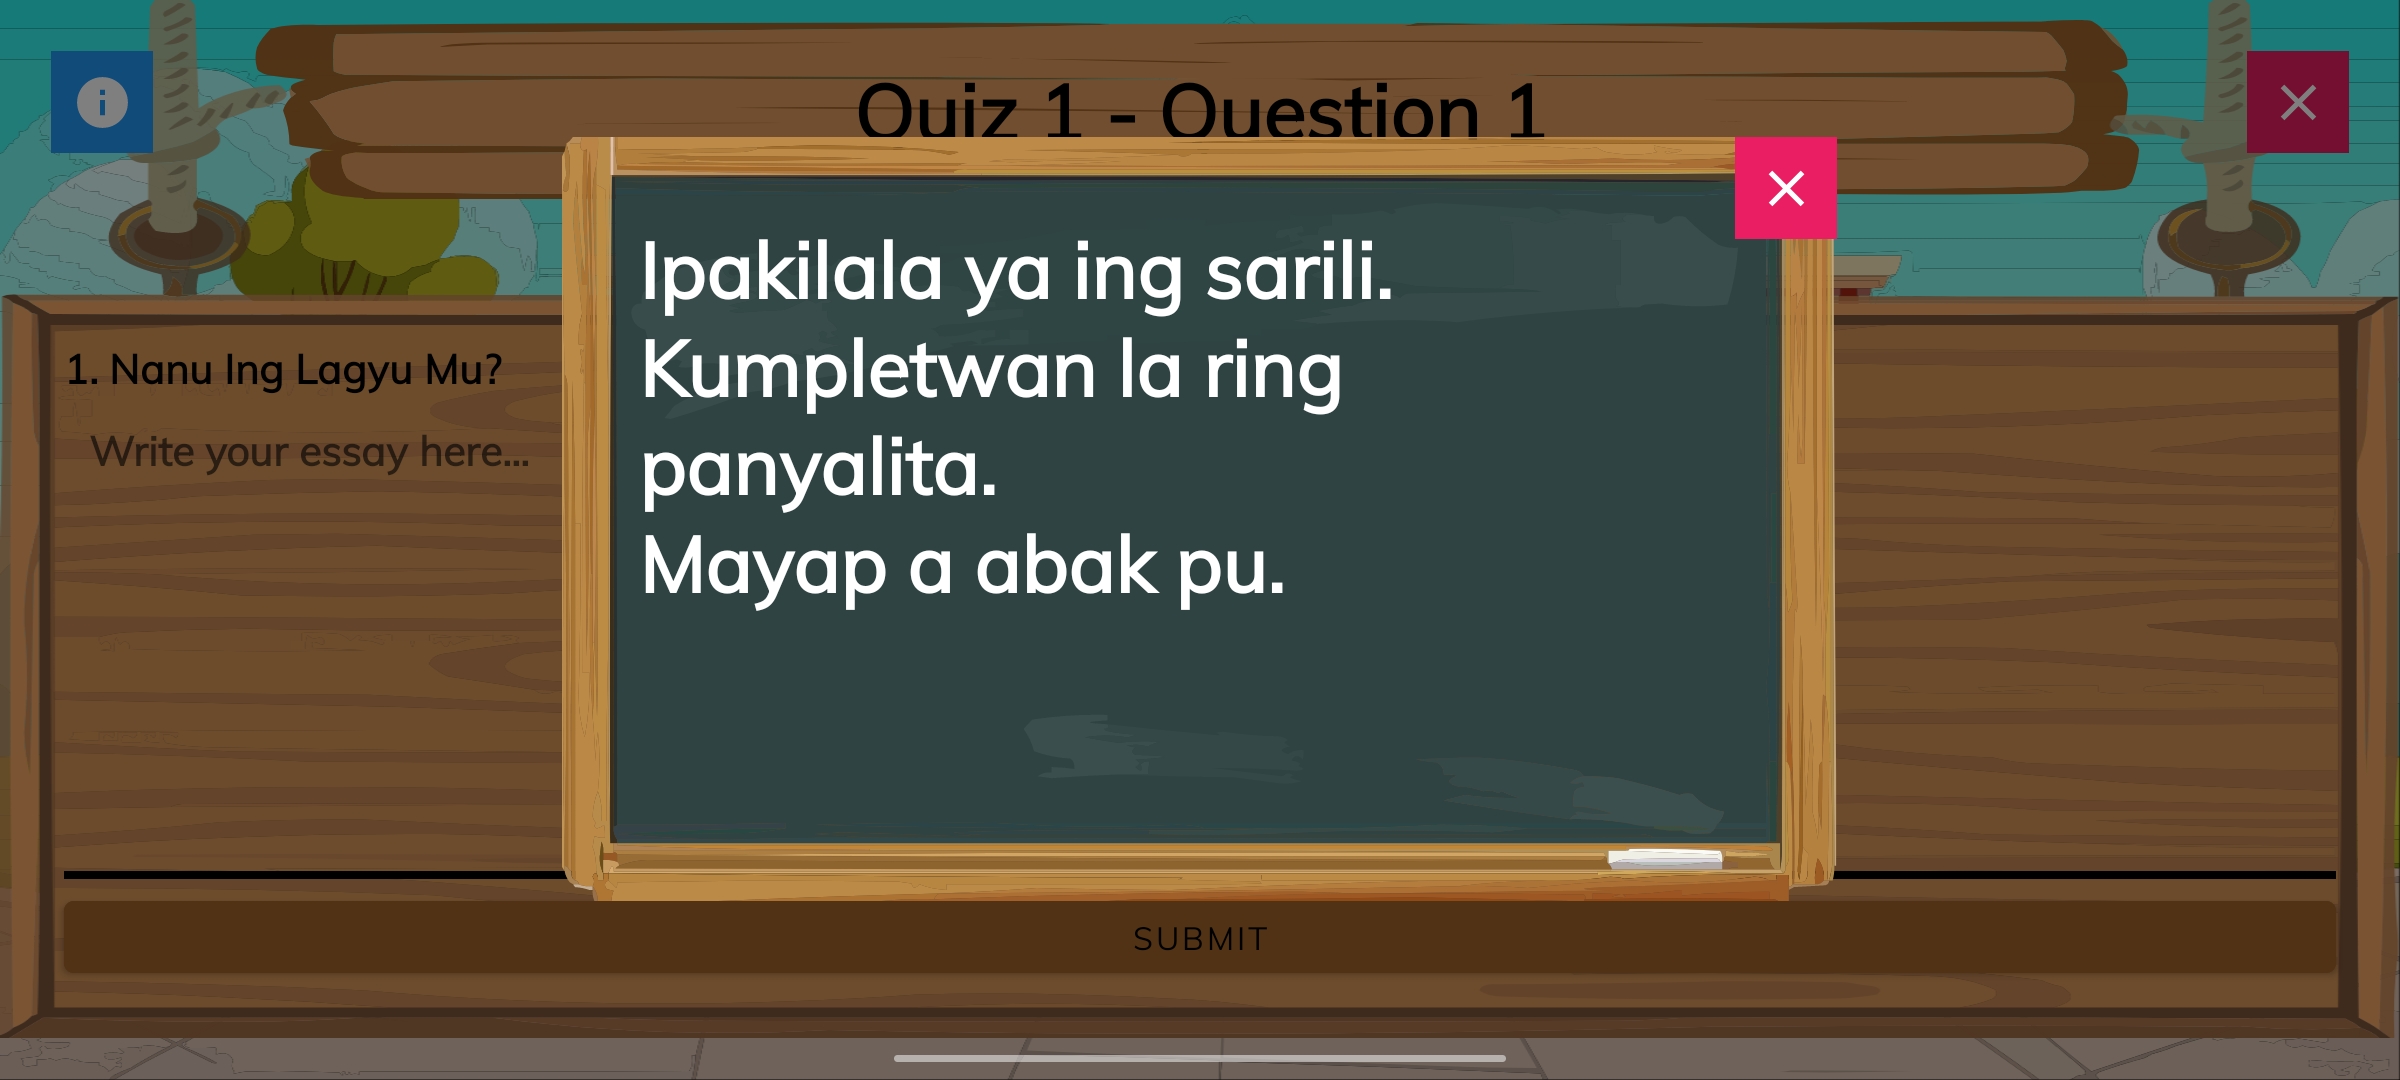 Quiz 1 - Question 1
Ipakilala ya ing sarili.
Kumpletwan la ring
panyalita.
Mayap a abak pu.
1. Nanu Ing Lagyu Mu?
Write your essay here...
SUBMIT